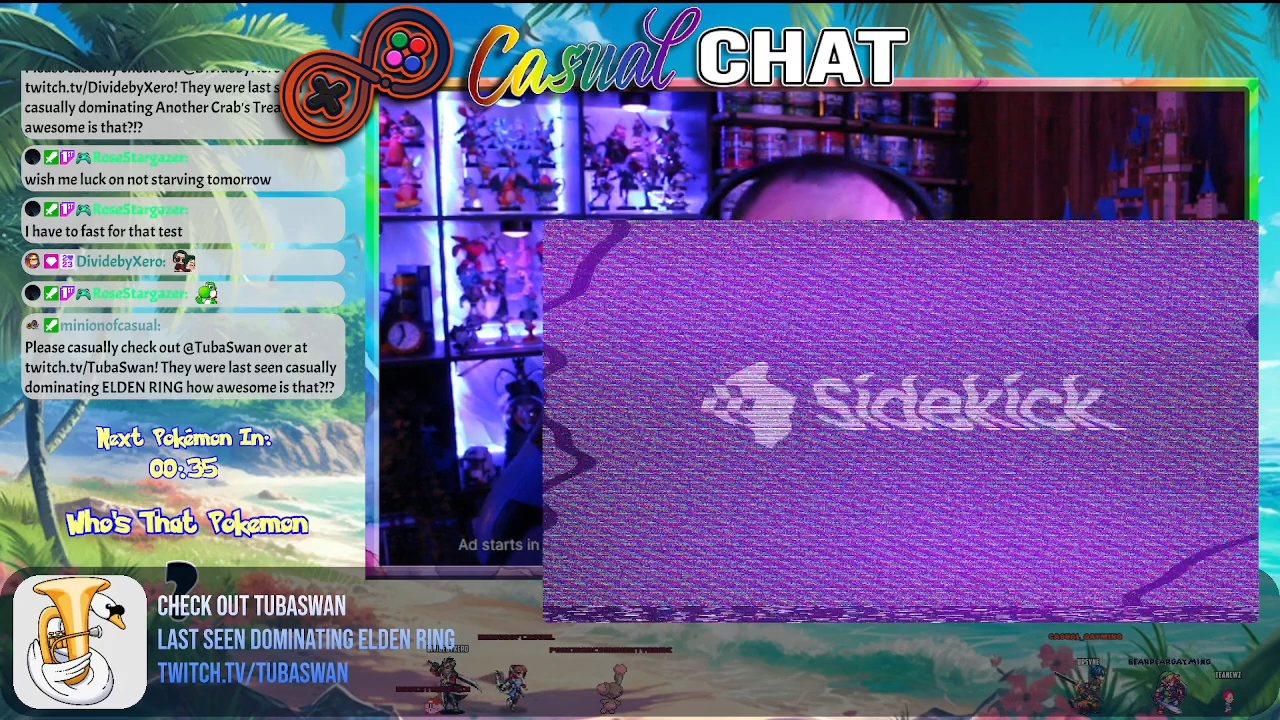 Casual CHAT
twitch.tv/DividebyXero! They were last s
casually dominating Another Crab's Trea
awesome is that?!?
RoseStargazer:
wish me luck on not starving tomorrow
RoseStargazer:
I have to fast for that test
DividebyXero:
RoseStargazer:
minionofcasual:
Please casually check out @TubaSwan over at
twitch.tv/TubaSwan! They were last seen casually
dominating ELDEN RING how awesome is that?!?
Next Pokémon In:
00:35
Who's That Pokemon
Sidekick
Ad starts in
CHECK OUT TUBASWAN
LAST SEEN DOMINATING ELDEN RING
TWITCH.TV/TUBASWAN
CASUAL_GAYMING
BEARPEARGAYMING
TEANEWZ